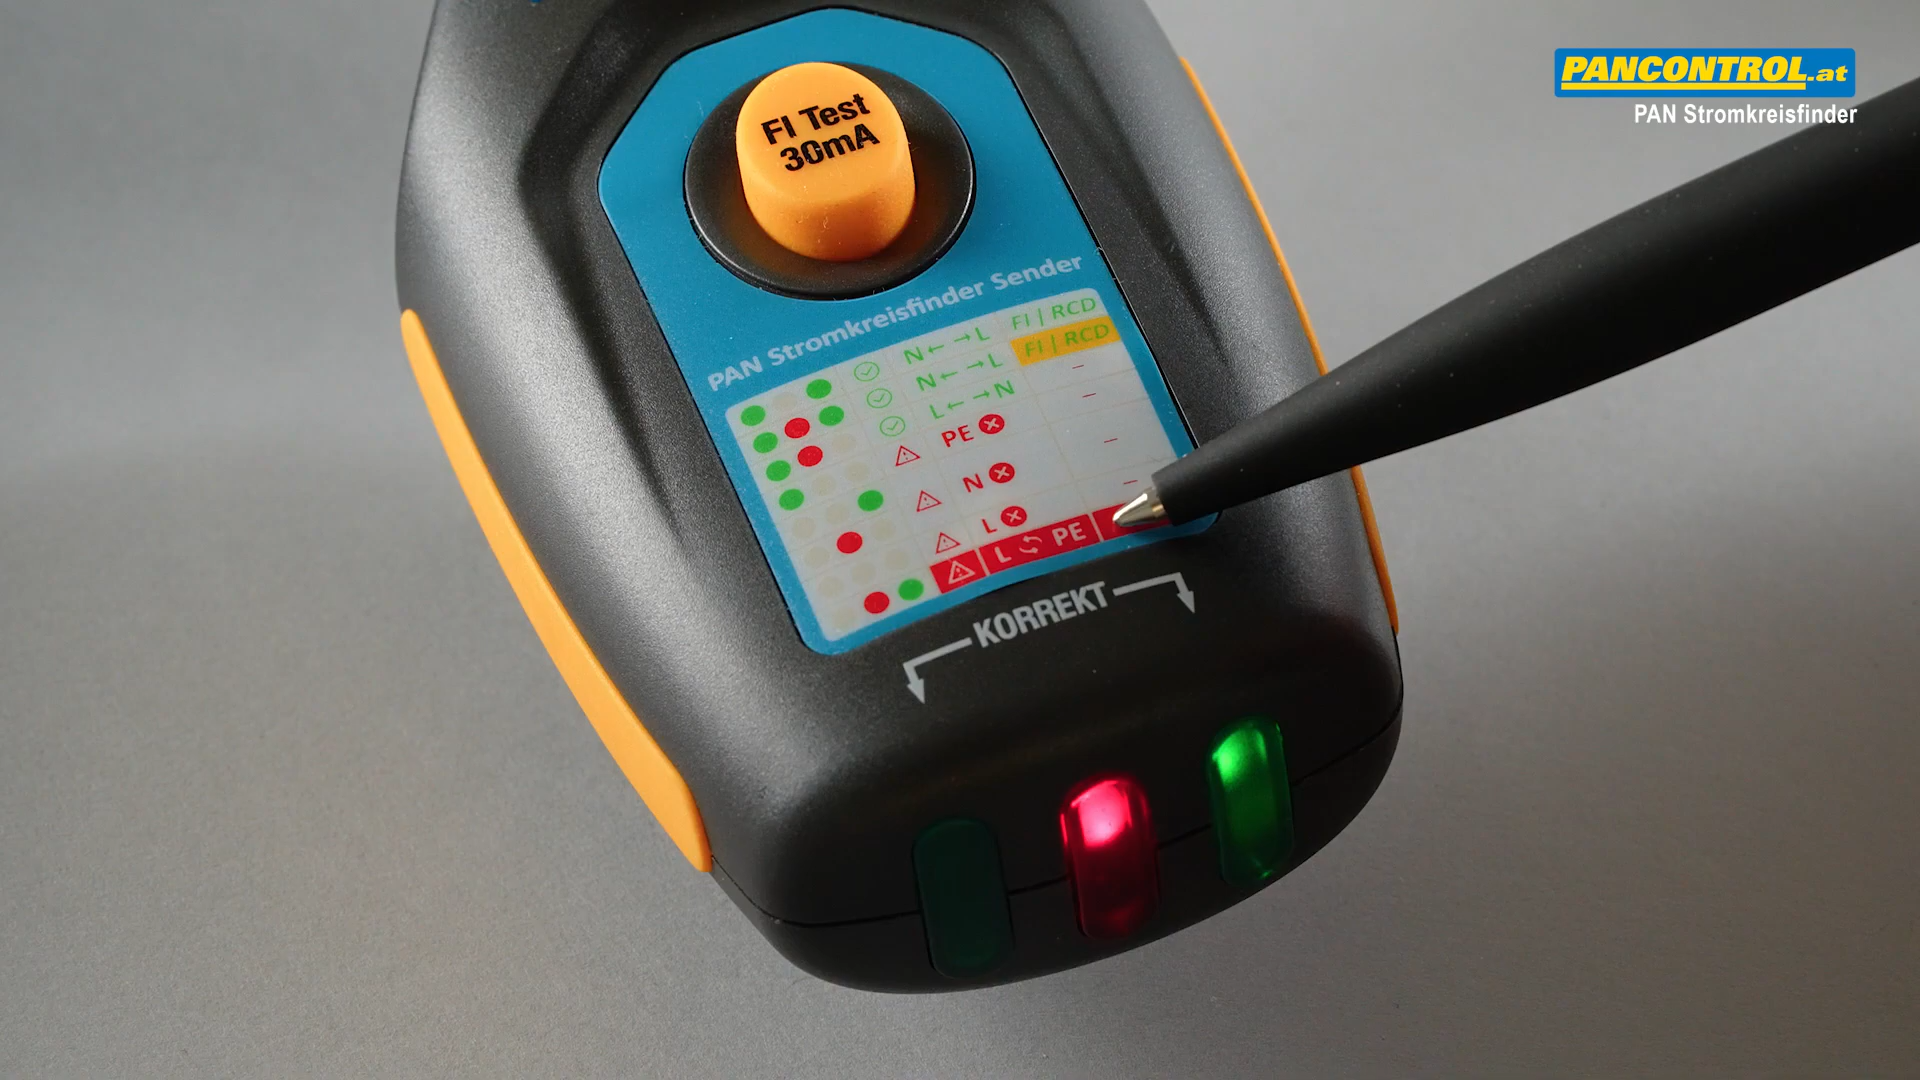 PANCONTROL.at
PAN Stromkreisfinder
FI Test
30mA
PAN Stromkreisfinder Sender
N← →L FI | RCD
N← →L FI | RCD
L← →N –
PE –
N –
L –
L PE
KORREKT